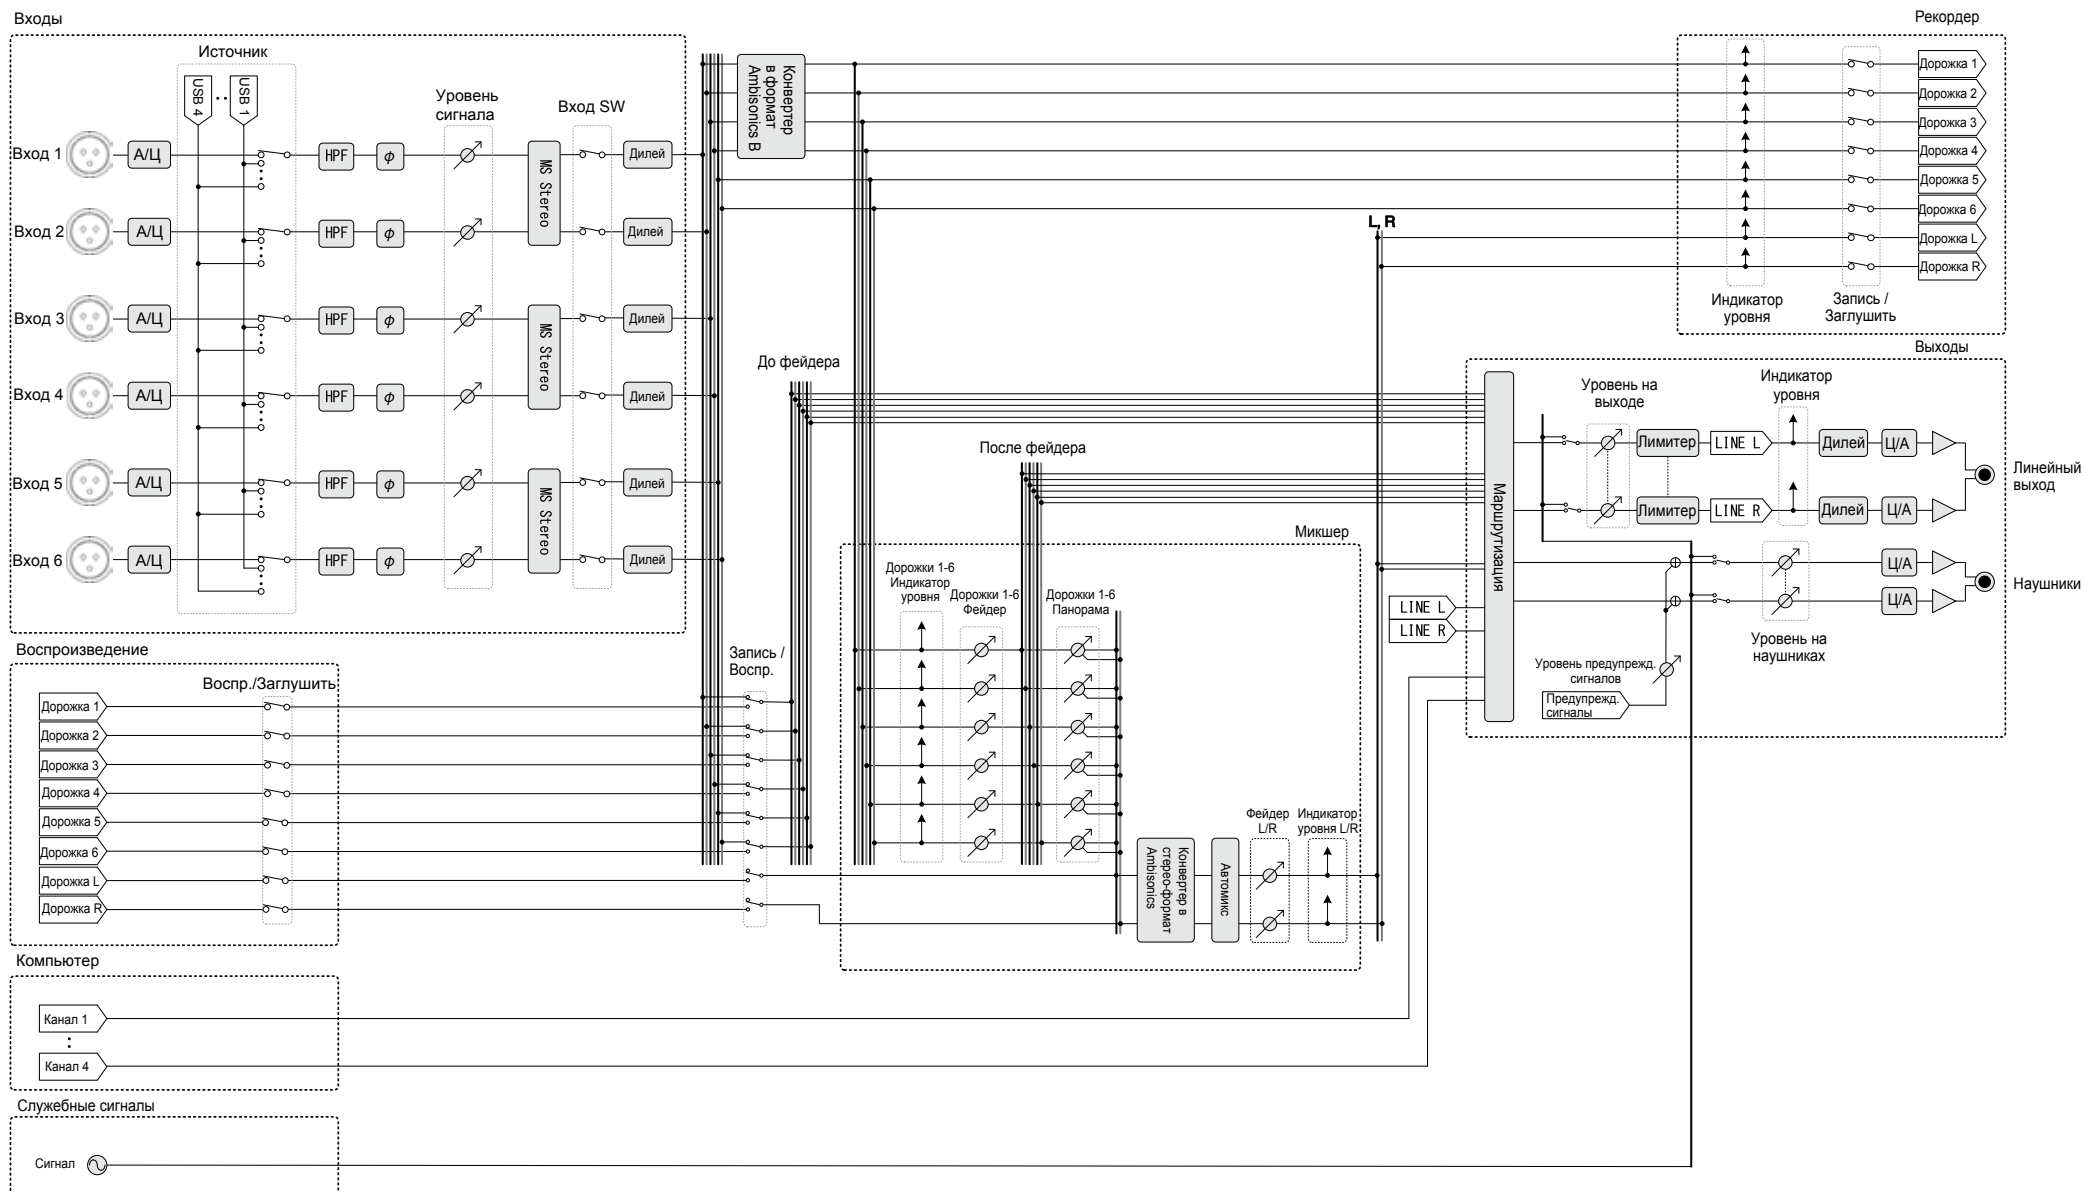 Входы
Источник
USB 4
USB 1
Уровень
сигнала
Вход SW
Вход 1
А/Ц
HPF
ϕ
MS Stereo
Дилей
Вход 2
А/Ц
HPF
ϕ
Дилей
Вход 3
А/Ц
HPF
ϕ
MS Stereo
Дилей
Вход 4
А/Ц
HPF
ϕ
Дилей
Вход 5
А/Ц
HPF
ϕ
MS Stereo
Дилей
Вход 6
А/Ц
HPF
ϕ
Дилей
Конвертер
в формат
Ambisonics B
Рекордер
Дорожка 1
Дорожка 2
Дорожка 3
Дорожка 4
Дорожка 5
Дорожка 6
Дорожка L
Дорожка R
L, R
Индикатор
уровня
Запись /
Заглушить
До фейдера
После фейдера
Выходы
Маршрутизация
Уровень на
выходе
Индикатор
уровня
Лимитер
LINE L
Дилей
Ц/А
Лимитер
LINE R
Дилей
Ц/А
Линейный
выход
Ц/А
Ц/А
Наушники
LINE L
LINE R
Уровень на
наушниках
Уровень предупрежд.
сигналов
Предупрежд.
сигналы
Микшер
Дорожки 1-6
Индикатор
уровня
Дорожки 1-6
Фейдер
Дорожки 1-6
Панорама
Конвертер в
стерео-формат
Ambisonics
Автомикс
Фейдер
L/R
Индикатор
уровня L/R
Воспроизведение
Воспр./Заглушить
Запись /
Воспр.
Дорожка 1
Дорожка 2
Дорожка 3
Дорожка 4
Дорожка 5
Дорожка 6
Дорожка L
Дорожка R
Компьютер
Канал 1
Канал 4
Служебные сигналы
Сигнал